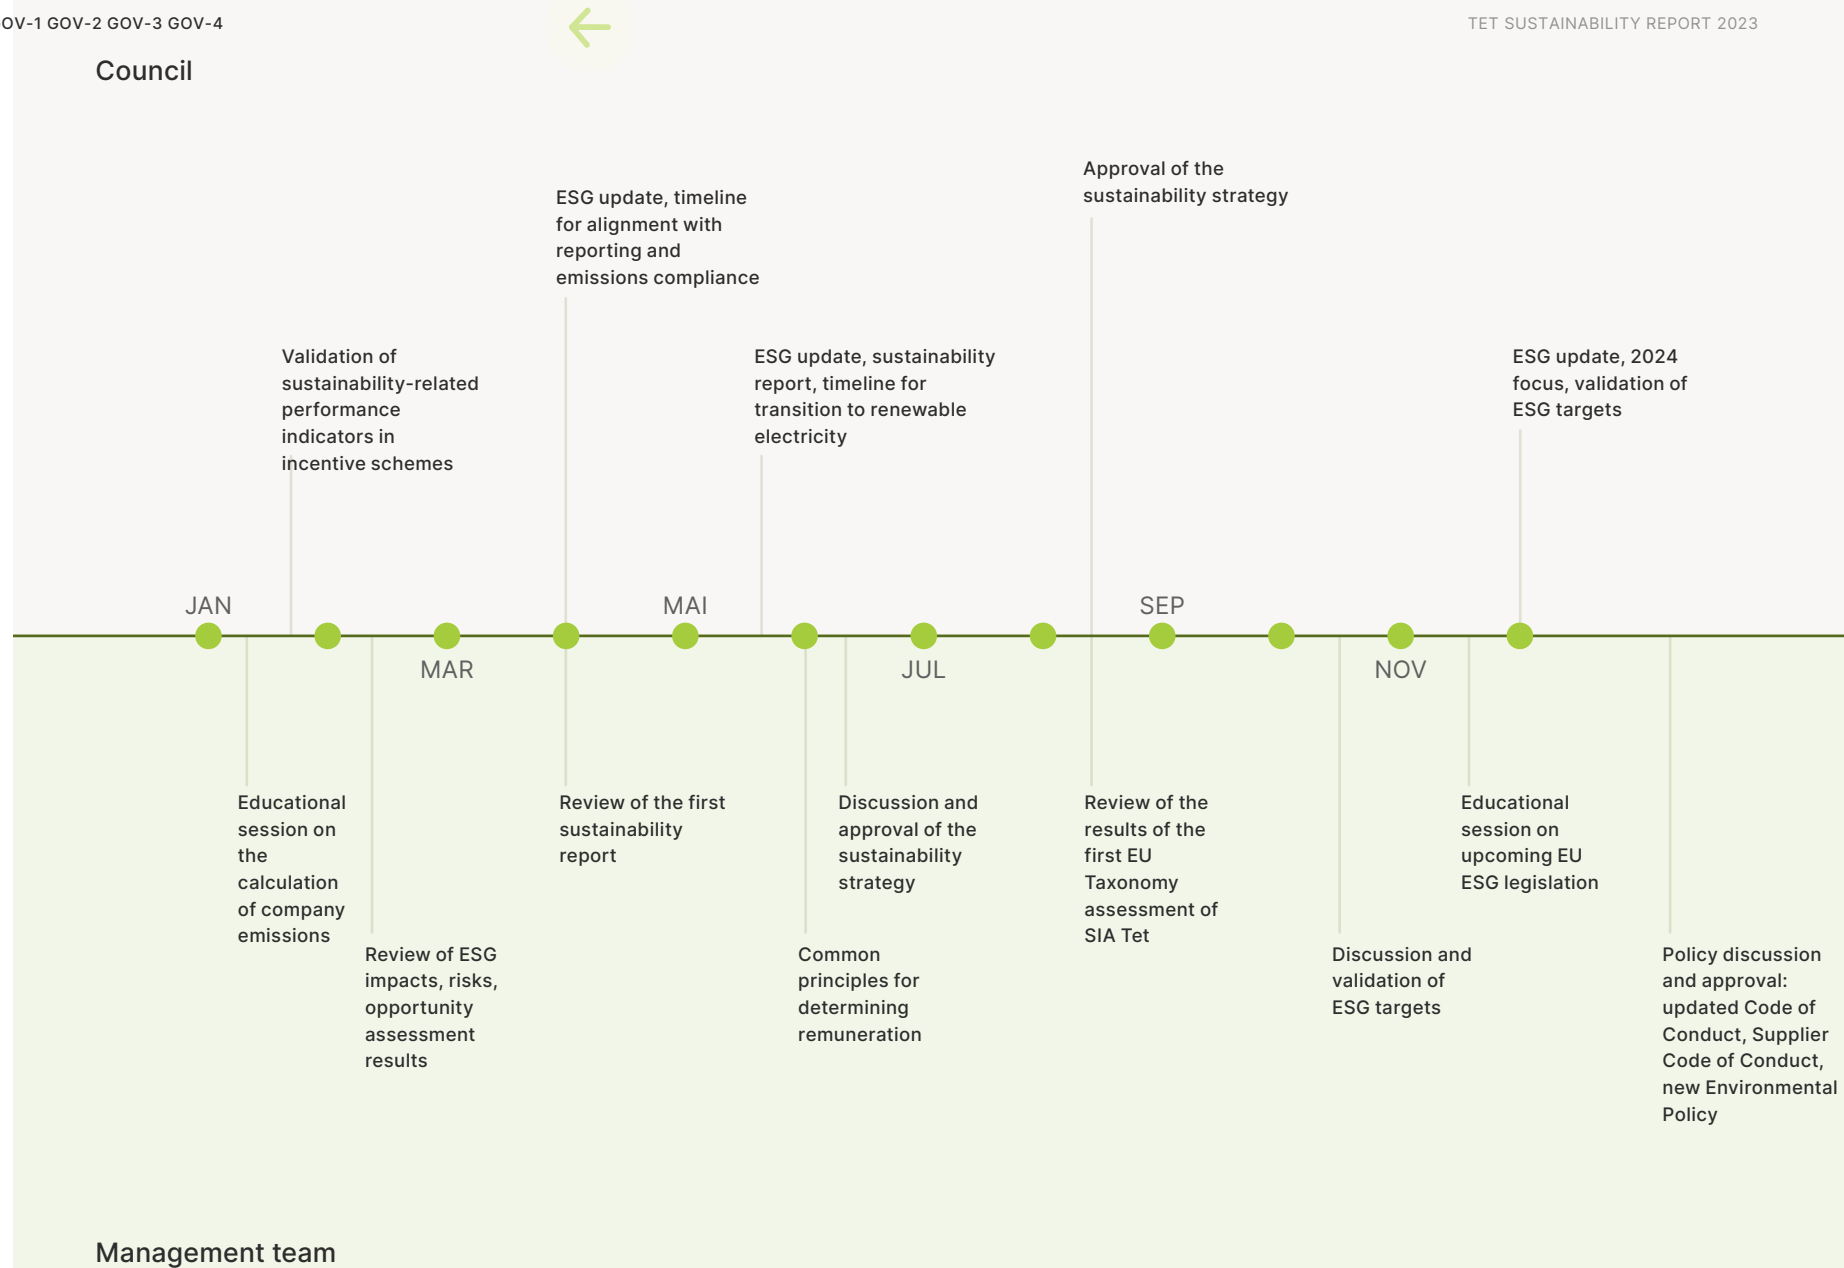 GOV-1 GOV-2 GOV-3 GOV-4
TET SUSTAINABILITY REPORT 2023
Council
Approval of the
sustainability strategy
ESG update, timeline
for alignment with
reporting and
emissions compliance
Validation of
sustainability-related
performance
indicators in
incentive schemes
ESG update, sustainability
report, timeline for
transition to renewable
electricity
ESG update, 2024
focus, validation of
ESG targets
JAN
MAI
SEP
MAR
JUL
NOV
Educational
session on
the
calculation
of company
emissions
Review of the first
sustainability
report
Discussion and
approval of the
sustainability
strategy
Review of the
results of the
first EU
Taxonomy
assessment of
SIA Tet
Educational
session on
upcoming EU
ESG legislation
Review of ESG
impacts, risks,
opportunity
assessment
results
Common
principles for
determining
remuneration
Discussion and
validation of
ESG targets
Policy discussion
and approval:
updated Code of
Conduct, Supplier
Code of Conduct,
new Environmental
Policy
Management team